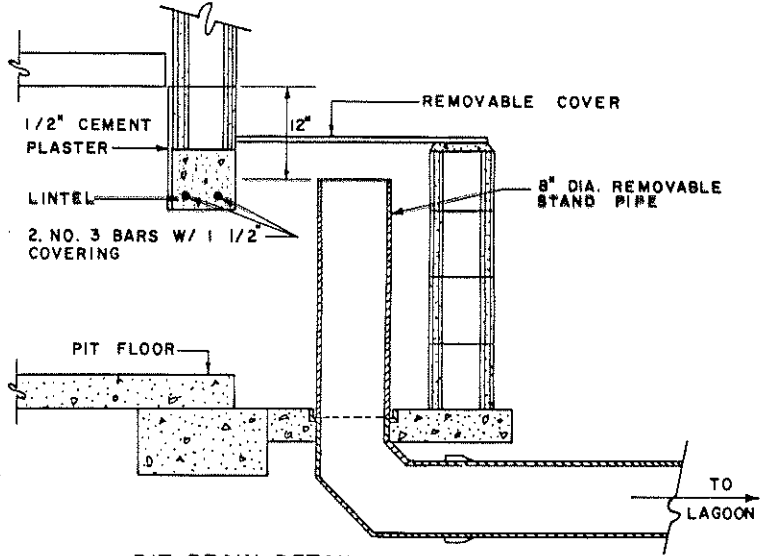 1/2" CEMENT
PLASTER
12"
REMOVABLE COVER
LINTEL
8" DIA. REMOVABLE
STAND PIPE
2. NO. 3 BARS W/ 1 1/2"
COVERING
PIT FLOOR
TO
LAGOON